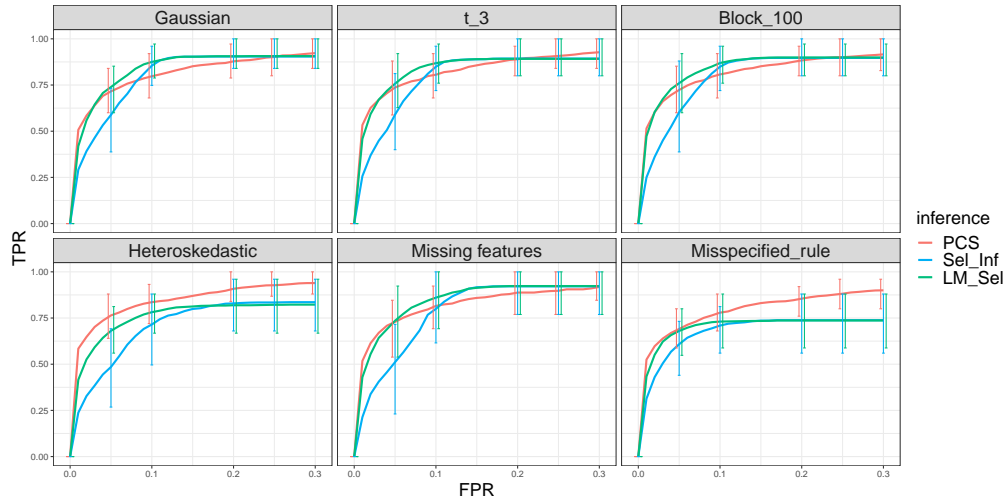 Gaussian
t_3
Block_100
1.00
0.75
0.50
0.25
0.00
Heteroskedastic
Missing features
Misspecified_rule
1.00
0.75
0.50
0.25
0.00
0.0 0.1 0.2 0.3
0.0 0.1 0.2 0.3
0.0 0.1 0.2 0.3
TPR
FPR
inference
PCS
Sel_Inf
LM_Sel